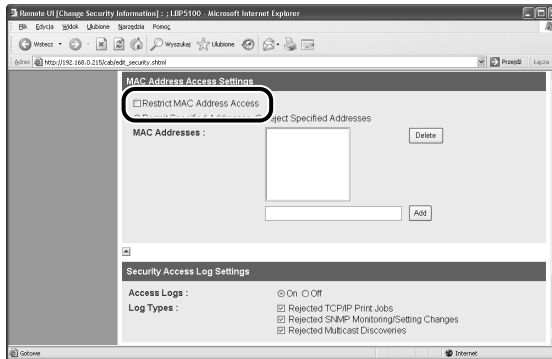 Remote UI [Change Security Information] : ; LBP5100 - Microsoft Internet Explorer
Plik Edycja Widok Ulubione Narzędzia Pomoc
Wstecz Wyszukaj Ulubione
Adres http://192.168.0.215/cab/edit_security.shtml Przejdź Łącza
MAC Address Access Settings
Restrict MAC Address Access
Permit Specified Addresses Reject Specified Addresses
MAC Addresses :
Delete
Add
Security Access Log Settings
Access Logs : On Off
Log Types : Rejected TCP/IP Print Jobs
Rejected SNMP Monitoring/Setting Changes
Rejected Multicast Discoveries
Gotowe Internet